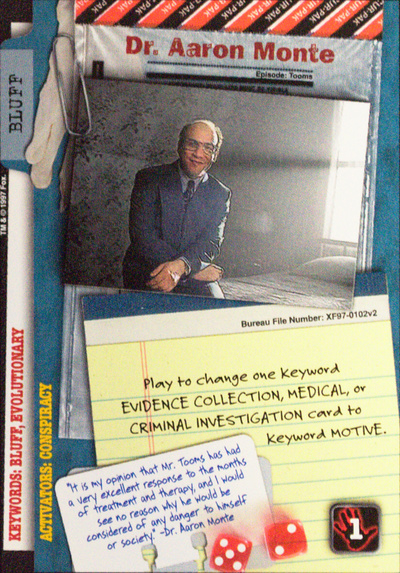 Dr. Aaron Monte
Episode: Tooms
BLUFF
TM & © 1997 Fox.
Bureau File Number: XF97-0102v2
Play to change one Keyword
EVIDENCE COLLECTION, MEDICAL, or
CRIMINAL INVESTIGATION card to
Keyword MOTIVE.
KEYWORDS: BLUFF, EVOLUTIONARY
ACTIVATORS: CONSPIRACY
"It is my opinion that Mr. Tooms has had
a very excellent response to the months
of treatment and therapy, and I would
see no reason why he would be
considered of any danger to himself
or society." -Dr. Aaron Monte
1